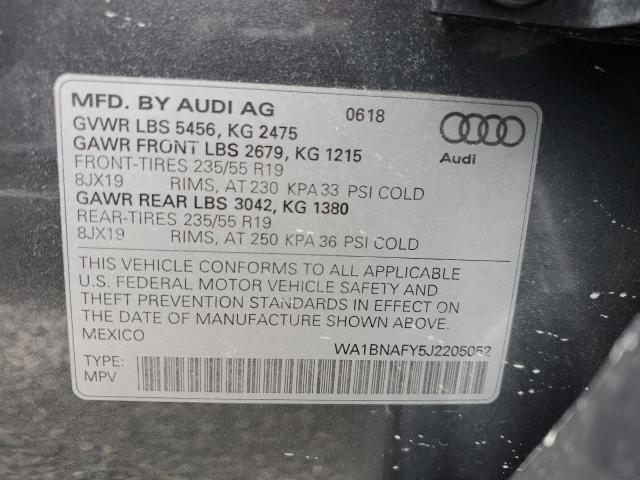 MFD. BY AUDI AG 0618
GVWR LBS 5456, KG 2475
GAWR FRONT LBS 2679, KG 1215
FRONT-TIRES 235/55 R19
8JX19 RIMS, AT 230 KPA 33 PSI COLD
GAWR REAR LBS 3042, KG 1380
REAR-TIRES 235/55 R19
8JX19 RIMS, AT 250 KPA 36 PSI COLD
Audi
THIS VEHICLE CONFORMS TO ALL APPLICABLE
U.S. FEDERAL MOTOR VEHICLE SAFETY AND
THEFT PREVENTION STANDARDS IN EFFECT ON
THE DATE OF MANUFACTURE SHOWN ABOVE.
MEXICO
WA1BNAFY5J2205052
TYPE:
MPV